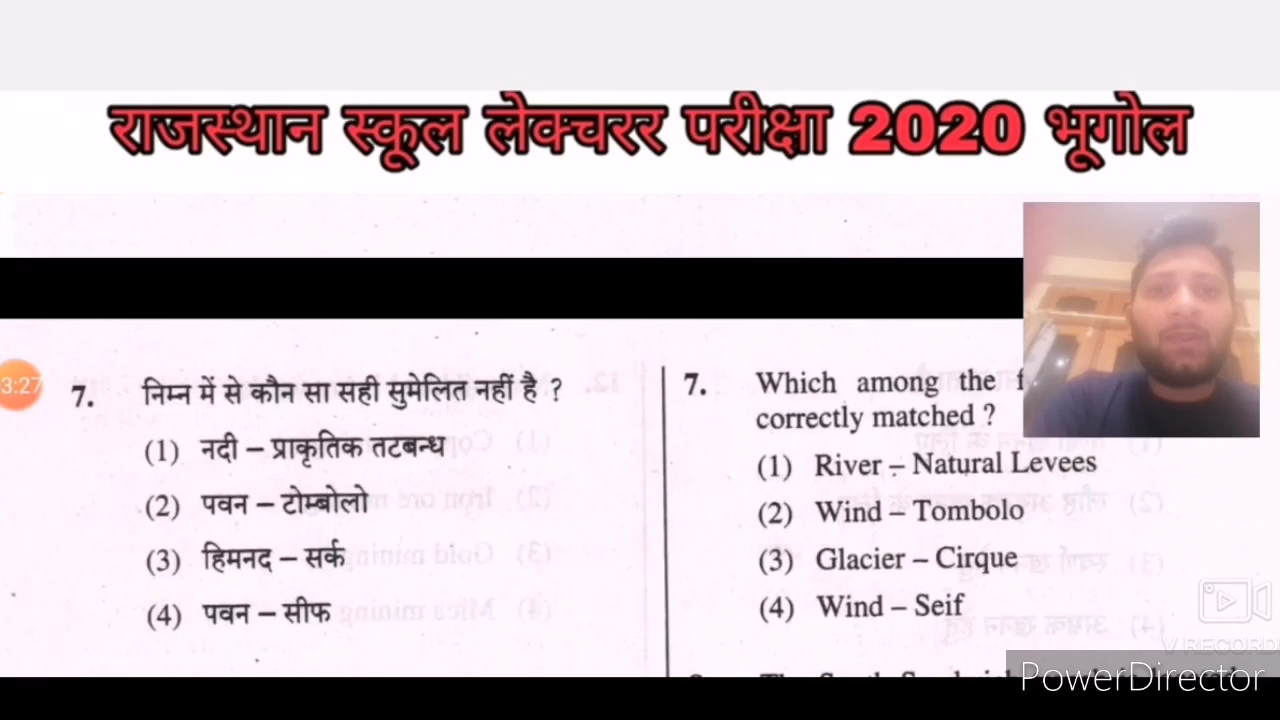 राजस्थान स्कूल लेक्चरर परीक्षा 2020 भूगोल
3:27
7. निम्न में से कौन सा सही सुमेलित नहीं है ?
(1) नदी – प्राकृतिक तटबन्ध
(2) पवन – टोम्बोलो
(3) हिमनद – सर्क
(4) पवन – सीफ
7. Which among the
correctly matched ?
(1) River – Natural Levees
(2) Wind – Tombolo
(3) Glacier – Cirque
(4) Wind – Seif
V RECORD
PowerDirector